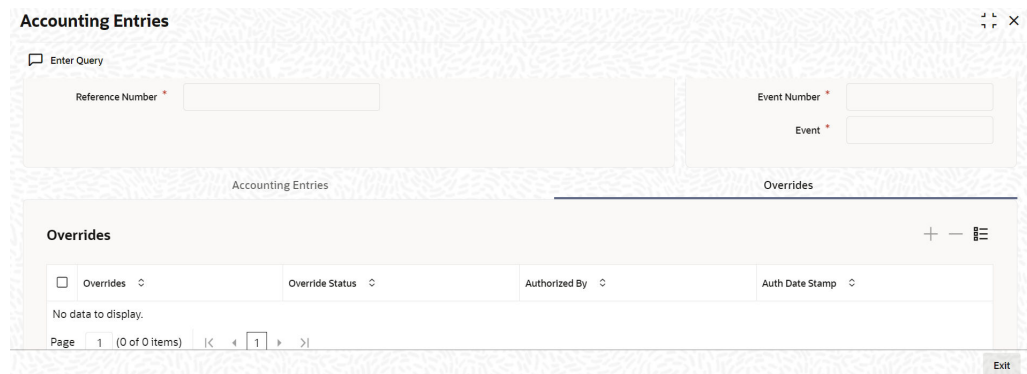 Accounting Entries
Enter Query
Reference Number *
Event Number *
Event *
Accounting Entries Overrides
Overrides
Overrides Override Status Authorized By Auth Date Stamp
No data to display.
Page 1 (0 of 0 items) 1
Exit